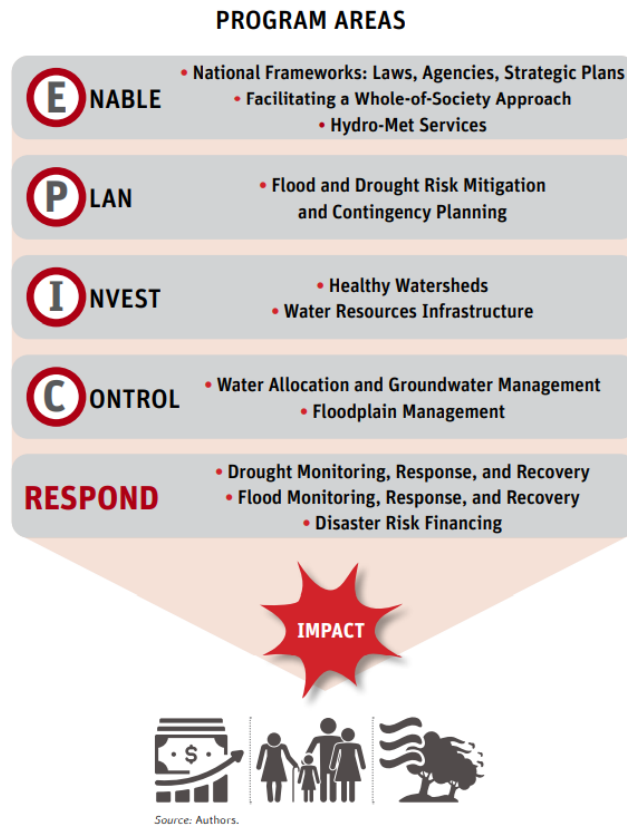 PROGRAM AREAS
ENABLE
• National Frameworks: Laws, Agencies, Strategic Plans
• Facilitating a Whole-of-Society Approach
• Hydro-Met Services
PLAN
• Flood and Drought Risk Mitigation
and Contingency Planning
INVEST
• Healthy Watersheds
• Water Resources Infrastructure
CONTROL
• Water Allocation and Groundwater Management
• Floodplain Management
RESPOND
• Drought Monitoring, Response, and Recovery
• Flood Monitoring, Response, and Recovery
• Disaster Risk Financing
IMPACT
$
Source: Authors.